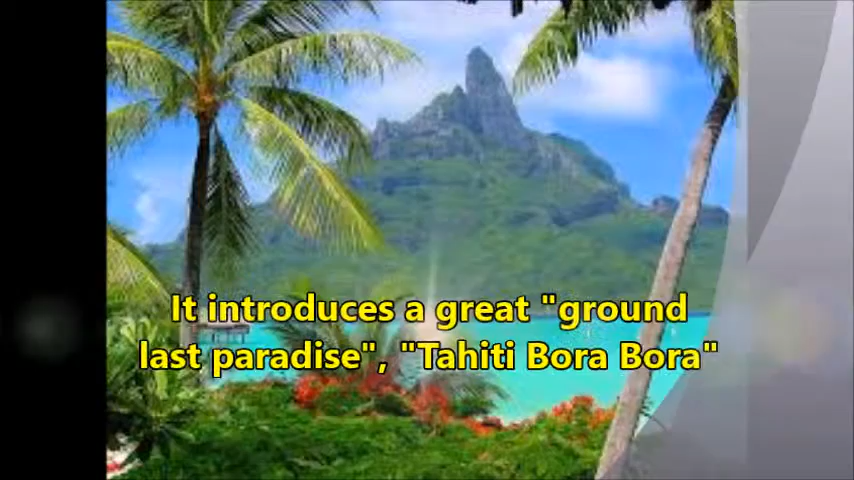 It introduces a great "ground
last paradise", "Tahiti Bora Bora"